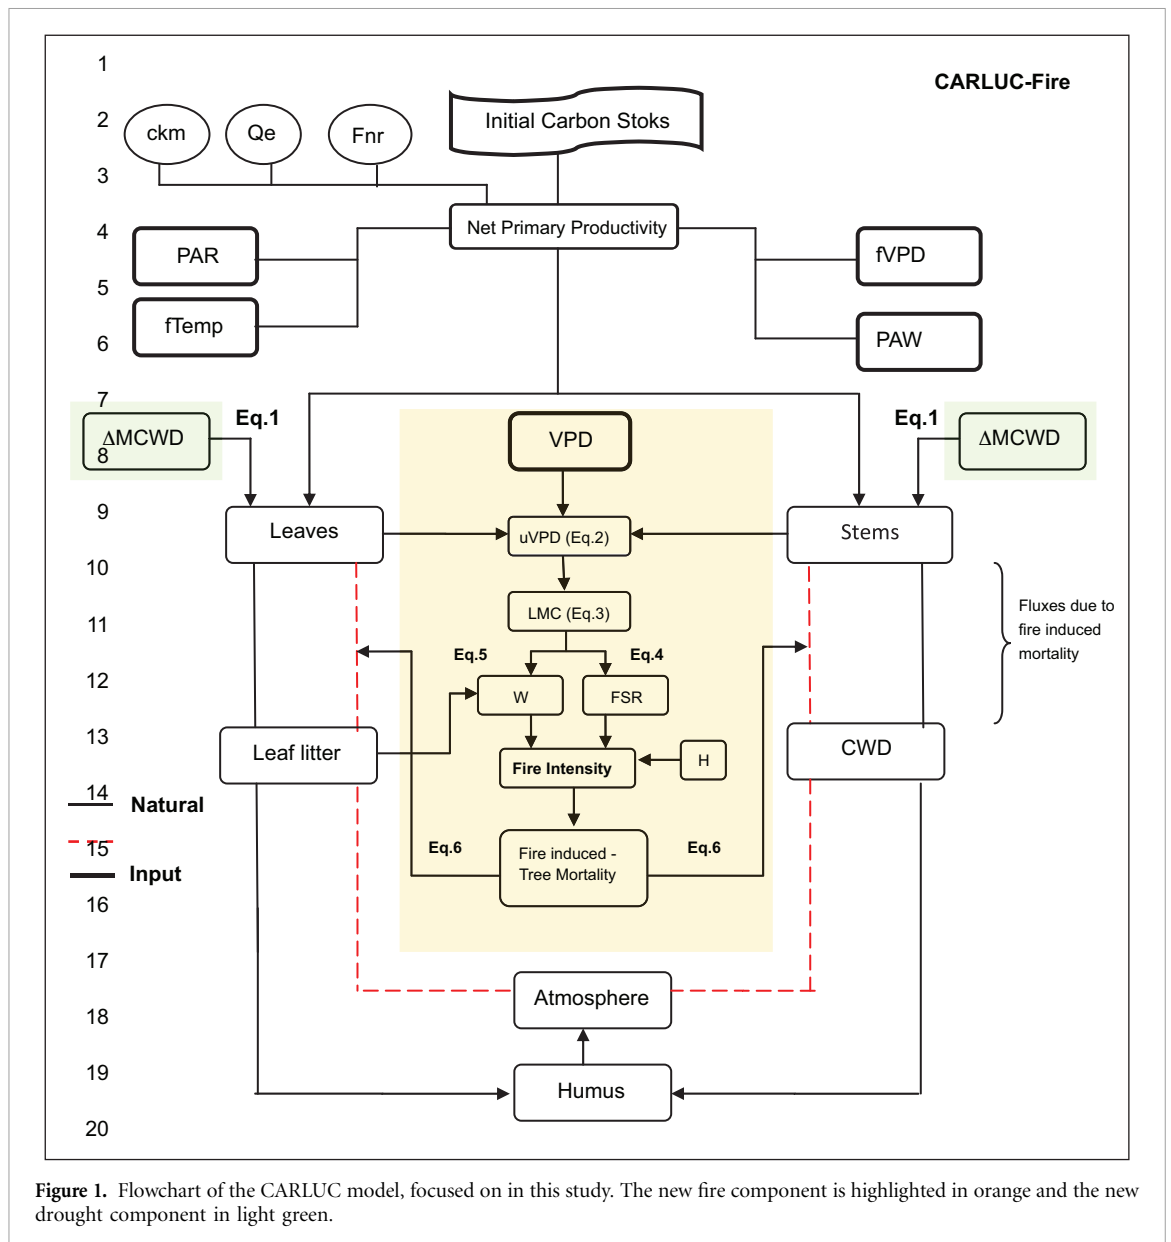 1
CARLUC-Fire
2
ckm
Qe
Fnr
Initial Carbon Stoks
3
4
Net Primary Productivity
PAR
fVPD
5
fTemp
6
PAW
7
Eq.1
Eq.1
ΔMCWD
VPD
ΔMCWD
8
9
Leaves
uVPD (Eq.2)
Stems
10
11
LMC (Eq.3)
Fluxes due to
fire induced
mortality
Eq.5
Eq.4
12
W
FSR
13
Leaf litter
Fire Intensity
H
CWD
14
Natural
15
Eq.6
Eq.6
Fire induced -
Tree Mortality
Input
16
17
Atmosphere
18
19
Humus
20
Figure 1. Flowchart of the CARLUC model, focused on in this study. The new fire component is highlighted in orange and the new
drought component in light green.